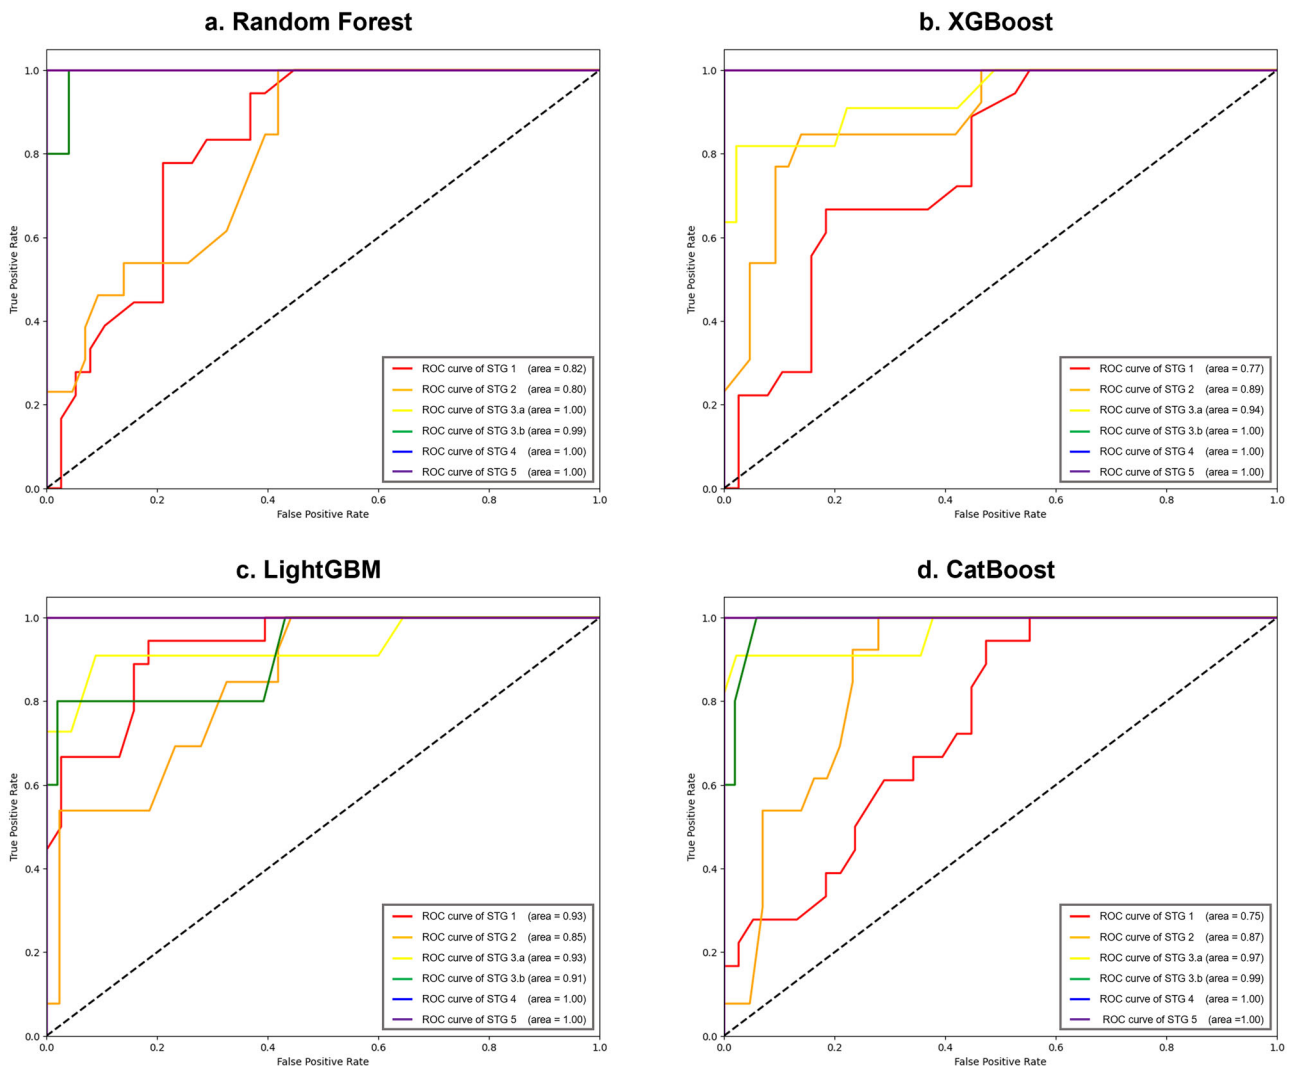 a. Random Forest
1.0
0.8
0.6
0.4
0.2
0.0
True Positive Rate
0.0 0.2 0.4 0.6 0.8 1.0
False Positive Rate
ROC curve of STG 1 (area = 0.82)
ROC curve of STG 2 (area = 0.80)
ROC curve of STG 3.a (area = 1.00)
ROC curve of STG 3.b (area = 0.99)
ROC curve of STG 4 (area = 1.00)
ROC curve of STG 5 (area = 1.00)
b. XGBoost
1.0
0.8
0.6
0.4
0.2
0.0
True Positive Rate
0.0 0.2 0.4 0.6 0.8 1.0
False Positive Rate
ROC curve of STG 1 (area = 0.77)
ROC curve of STG 2 (area = 0.89)
ROC curve of STG 3.a (area = 0.94)
ROC curve of STG 3.b (area = 1.00)
ROC curve of STG 4 (area = 1.00)
ROC curve of STG 5 (area = 1.00)
c. LightGBM
1.0
0.8
0.6
0.4
0.2
0.0
True Positive Rate
0.0 0.2 0.4 0.6 0.8 1.0
False Positive Rate
ROC curve of STG 1 (area = 0.93)
ROC curve of STG 2 (area = 0.85)
ROC curve of STG 3.a (area = 0.93)
ROC curve of STG 3.b (area = 0.91)
ROC curve of STG 4 (area = 1.00)
ROC curve of STG 5 (area = 1.00)
d. CatBoost
1.0
0.8
0.6
0.4
0.2
0.0
True Positive Rate
0.0 0.2 0.4 0.6 0.8 1.0
False Positive Rate
ROC curve of STG 1 (area = 0.75)
ROC curve of STG 2 (area = 0.87)
ROC curve of STG 3.a (area = 0.97)
ROC curve of STG 3.b (area = 0.99)
ROC curve of STG 4 (area = 1.00)
ROC curve of STG 5 (area =1.00)